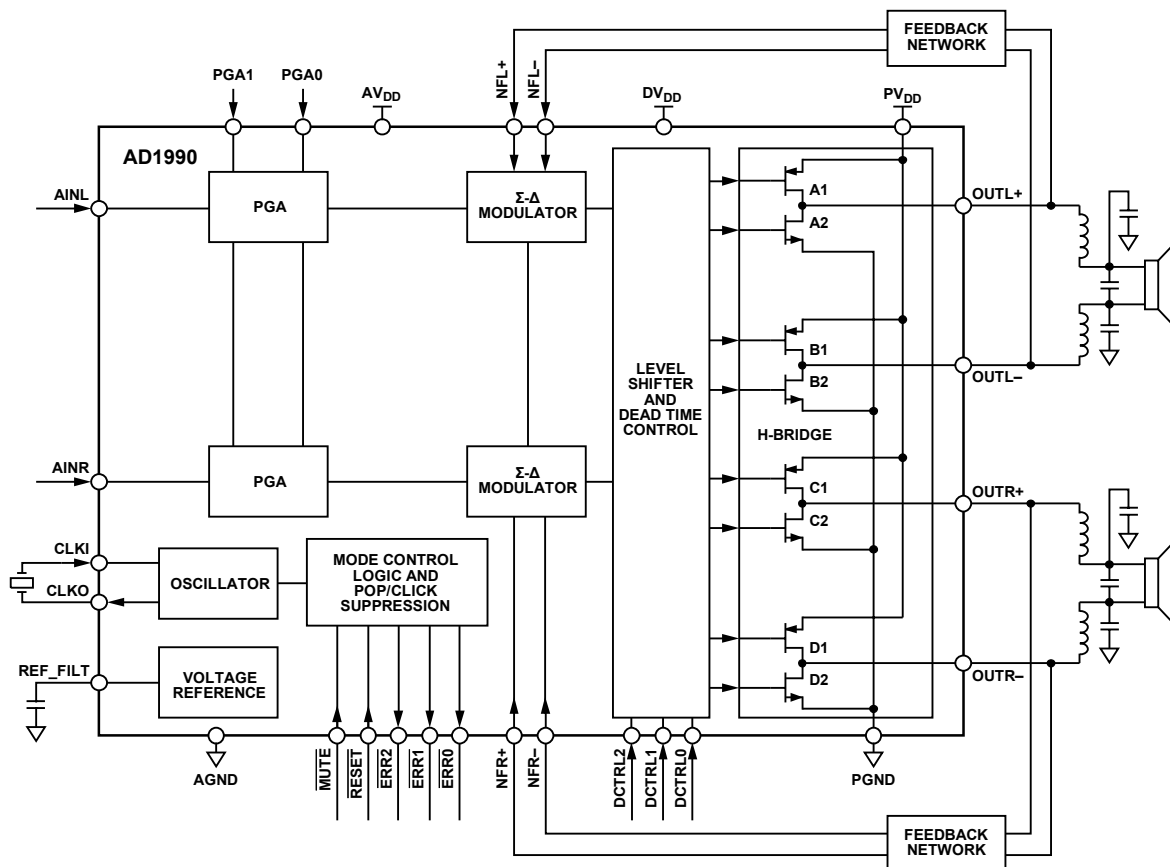 FEEDBACK
NETWORK
PGA1
PGA0
AVDD
NFL+
NFL−
DVDD
PVDD
AD1990
AINL
PGA
Σ-Δ
MODULATOR
A1
A2
OUTL+
B1
B2
OUTL−
LEVEL
SHIFTER
AND
DEAD TIME
CONTROL
H-BRIDGE
AINR
PGA
Σ-Δ
MODULATOR
C1
C2
OUTR+
CLKI
CLKO
OSCILLATOR
MODE CONTROL
LOGIC AND
POP/CLICK
SUPPRESSION
D1
D2
OUTR−
REF_FILT
VOLTAGE
REFERENCE
AGND
MUTE
RESET
ERR2
ERR1
ERR0
NFR+
NFR−
DCTRL2
DCTRL1
DCTRL0
PGND
FEEDBACK
NETWORK